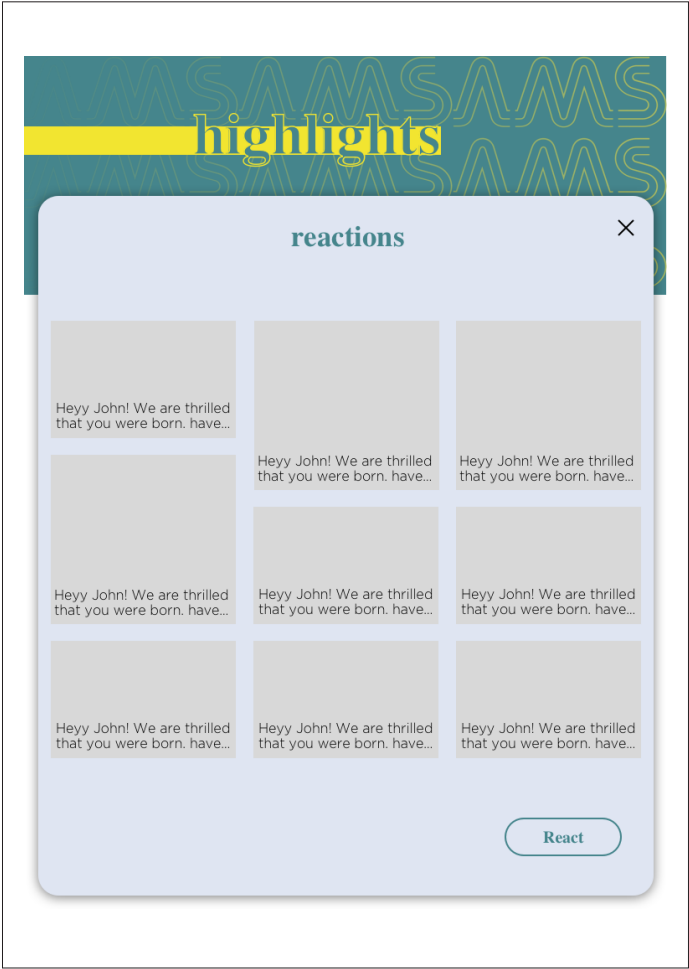 AMSAMSAMS
highlights
reactions
Heyy John! We are thrilled
that you were born. have...
Heyy John! We are thrilled
that you were born. have...
Heyy John! We are thrilled
that you were born. have...
Heyy John! We are thrilled
that you were born. have...
Heyy John! We are thrilled
that you were born. have...
Heyy John! We are thrilled
that you were born. have...
Heyy John! We are thrilled
that you were born. have...
Heyy John! We are thrilled
that you were born. have...
Heyy John! We are thrilled
that you were born. have...
React